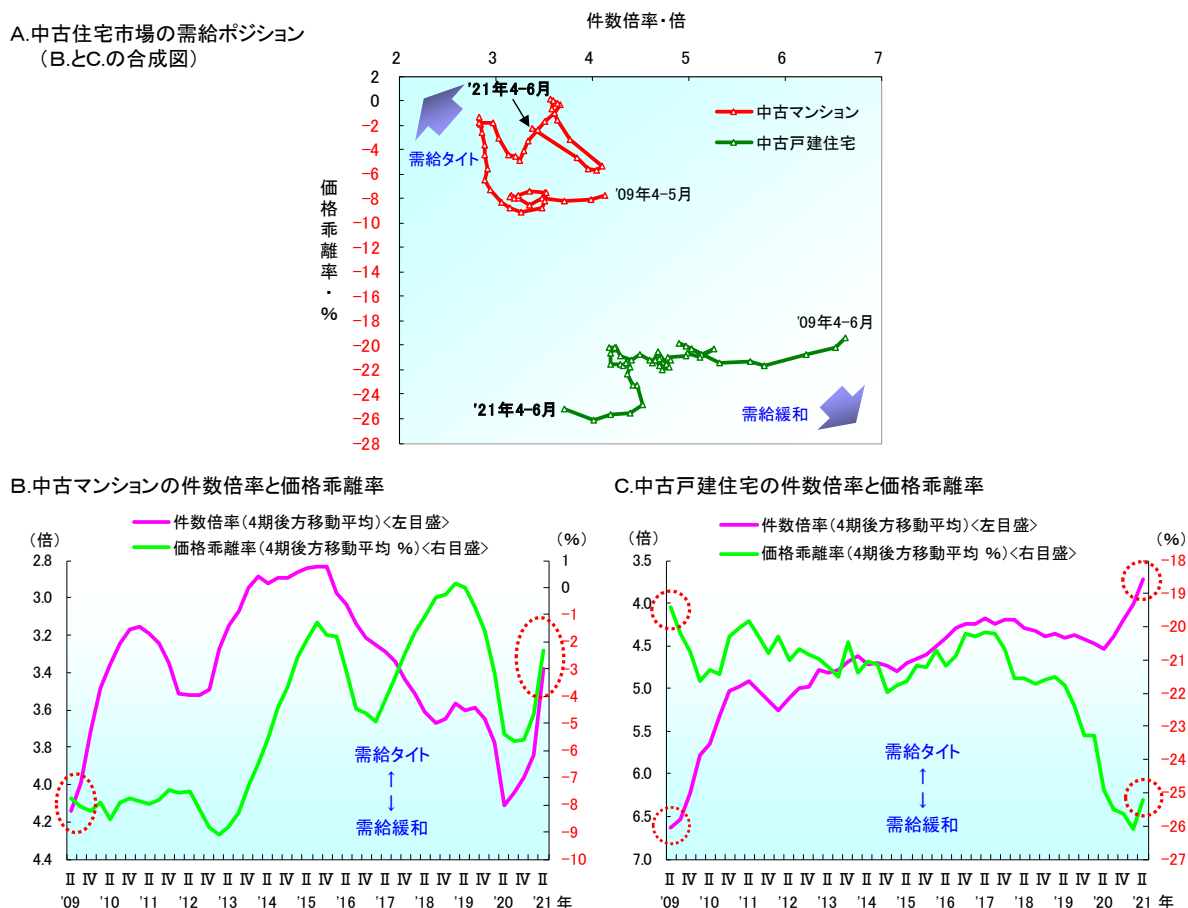 A.中古住宅市場の需給ポジション
（B.とC.の合成図）
件数倍率・倍
2 3 4 5 6 7
2
0
-2
-4
-6
-8
-10
-12
-14
-16
-18
-20
-22
-24
-26
-28
価格乖離率・%
'21年4-6月
中古マンション
中古戸建住宅
需給タイト
'09年4-5月
'09年4-6月
'21年4-6月
需給緩和
B.中古マンションの件数倍率と価格乖離率
件数倍率（4期後方移動平均）<左目盛>
価格乖離率（4期後方移動平均 %）<右目盛>
（倍）
（%）
2.8
3.0
3.2
3.4
3.6
3.8
4.0
4.2
4.4
1
0
-1
-2
-3
-4
-5
-6
-7
-8
-9
-10
需給タイト
↑
↓
需給緩和
Ⅱ Ⅳ Ⅱ Ⅳ Ⅱ Ⅳ Ⅱ Ⅳ Ⅱ Ⅳ Ⅱ Ⅳ Ⅱ Ⅳ Ⅱ Ⅳ Ⅱ Ⅳ Ⅱ Ⅳ Ⅱ Ⅳ Ⅱ Ⅳ Ⅱ
'09 '10 '11 '12 '13 '14 '15 '16 '17 '18 '19 '20 '21 年
C.中古戸建住宅の件数倍率と価格乖離率
件数倍率（4期後方移動平均）<左目盛>
価格乖離率（4期後方移動平均 %）<右目盛>
（倍）
（%）
3.5
4.0
4.5
5.0
5.5
6.0
6.5
7.0
-18
-19
-20
-21
-22
-23
-24
-25
-26
-27
需給タイト
↑
↓
需給緩和
Ⅱ Ⅳ Ⅱ Ⅳ Ⅱ Ⅳ Ⅱ Ⅳ Ⅱ Ⅳ Ⅱ Ⅳ Ⅱ Ⅳ Ⅱ Ⅳ Ⅱ Ⅳ Ⅱ Ⅳ Ⅱ Ⅳ Ⅱ Ⅳ Ⅱ
'09 '10 '11 '12 '13 '14 '15 '16 '17 '18 '19 '20 '21 年